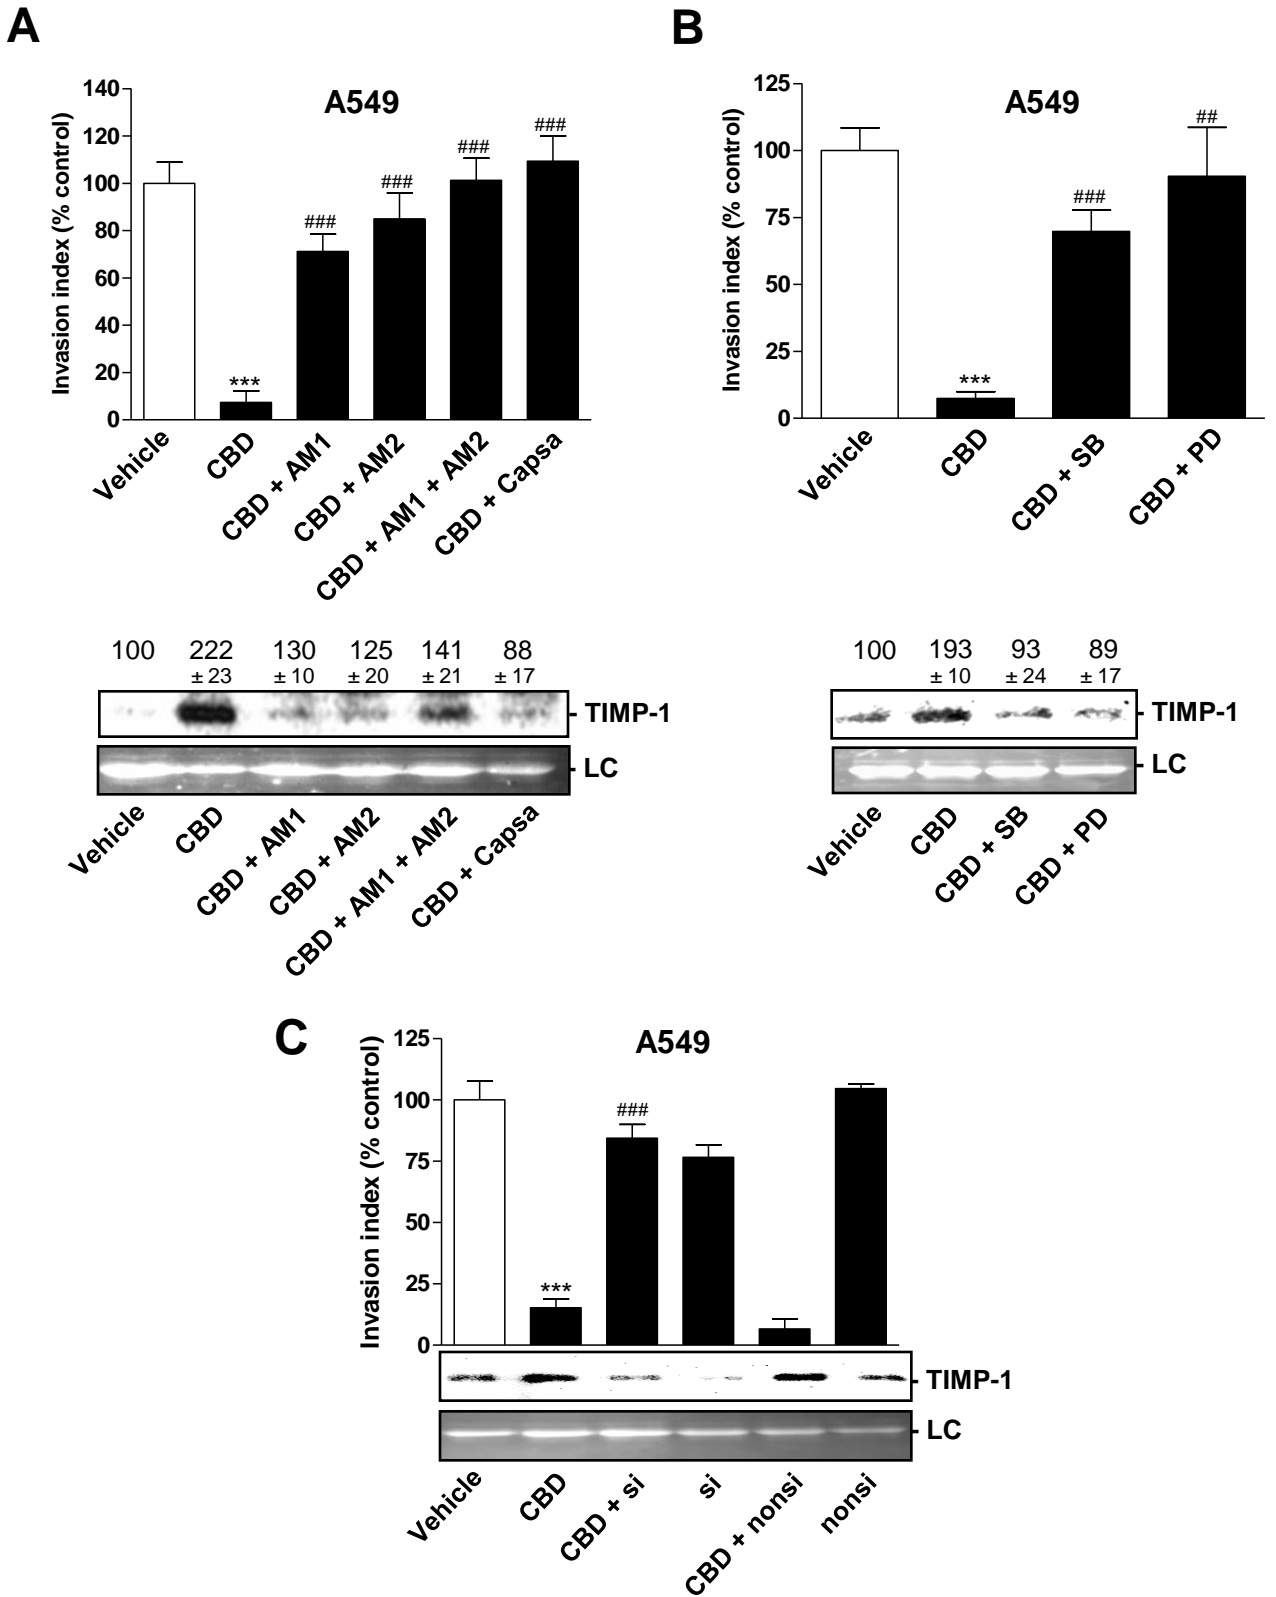 A
A549
Invasion index (% control)
140
120
100
80
60
40
20
0
***
###
###
###
###
Vehicle
CBD
CBD + AM1
CBD + AM2
CBD + AM1 + AM2
CBD + Capsa
100 222 130 125 141 88
± 23 ± 10 ± 20 ± 21 ± 17
TIMP-1
LC
Vehicle
CBD
CBD + AM1
CBD + AM2
CBD + AM1 + AM2
CBD + Capsa
B
A549
Invasion index (% control)
125
100
75
50
25
0
***
###
##
Vehicle
CBD
CBD + SB
CBD + PD
100 193 93 89
± 10 ± 24 ± 17
TIMP-1
LC
Vehicle
CBD
CBD + SB
CBD + PD
C
A549
Invasion index (% control)
125
100
75
50
25
0
***
###
TIMP-1
LC
Vehicle
CBD
CBD + si
si
CBD + nonsi
nonsi